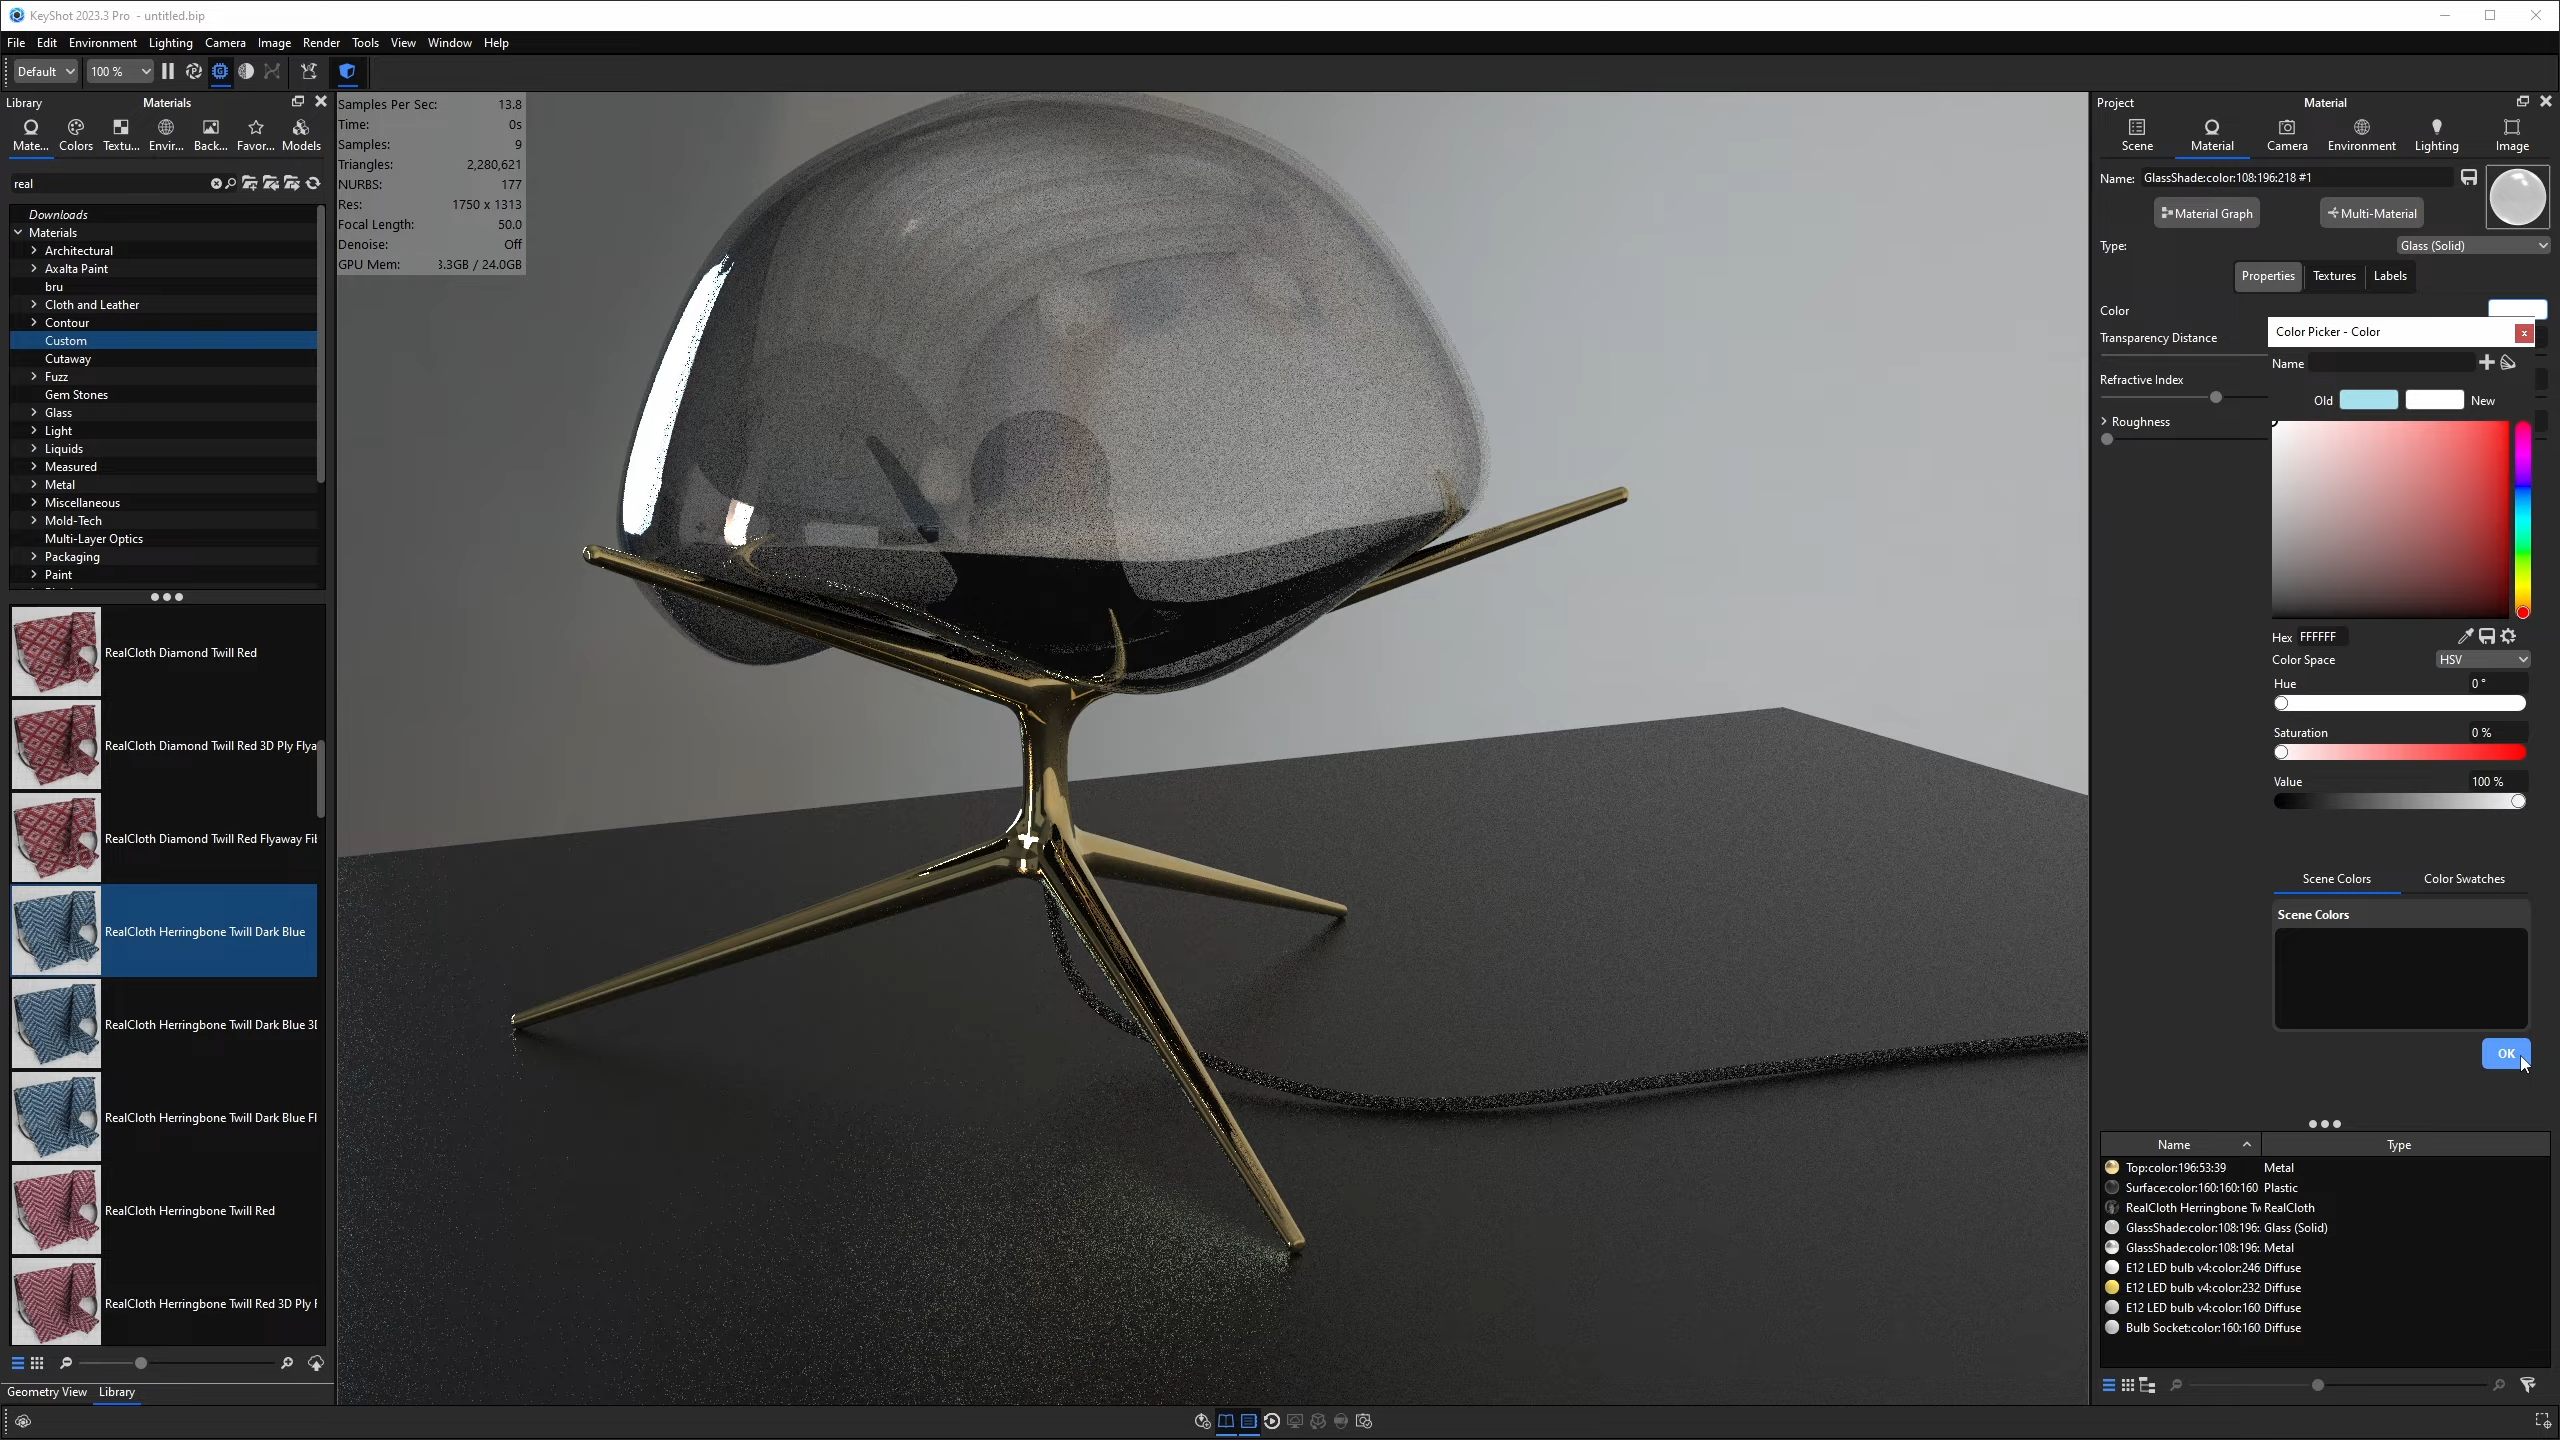 KeyShot 2023.3 Pro - untitled.bip
File Edit Environment Lighting Camera Image Render Tools View Window Help
Default 100 %
Library Materials
Mate... Colors Textu... Envir... Back... Favor... Models
real
Downloads
Materials
Architectural
Axalta Paint
bru
Cloth and Leather
Contour
Custom
Cutaway
Fuzz
Gem Stones
Glass
Light
Liquids
Measured
Metal
Miscellaneous
Mold-Tech
Multi-Layer Optics
Packaging
Paint
RealCloth Diamond Twill Red
RealCloth Diamond Twill Red 3D Ply Flya
RealCloth Diamond Twill Red Flyaway Fil
RealCloth Herringbone Twill Dark Blue
RealCloth Herringbone Twill Dark Blue 3D
RealCloth Herringbone Twill Dark Blue Fl
RealCloth Herringbone Twill Red
RealCloth Herringbone Twill Red 3D Ply F
Geometry View Library
Samples Per Sec: 13.8
Time: 0s
Samples: 9
Triangles: 2,280,621
NURBS: 177
Res: 1750 x 1313
Focal Length: 50.0
Denoise: Off
GPU Mem: 3.3GB / 24.0GB
Project Material
Scene Material Camera Environment Lighting Image
Name: GlassShade:color:108:196:218 #1
Material Graph Multi-Material
Type: Glass (Solid)
Properties Textures Labels
Color
Transparency Distance
Refractive Index
Roughness
Color Picker - Color x
Name
Old New
Hex FFFFFF
Color Space HSV
Hue 0 °
Saturation 0 %
Value 100 %
Scene Colors Color Swatches
Scene Colors
OK
Name Type
Top:color:196:53:39 Metal
Surface:color:160:160:160 Plastic
RealCloth Herringbone Tw RealCloth
GlassShade:color:108:196: Glass (Solid)
GlassShade:color:108:196: Metal
E12 LED bulb v4:color:246: Diffuse
E12 LED bulb v4:color:232: Diffuse
E12 LED bulb v4:color:160: Diffuse
Bulb Socket:color:160:160: Diffuse